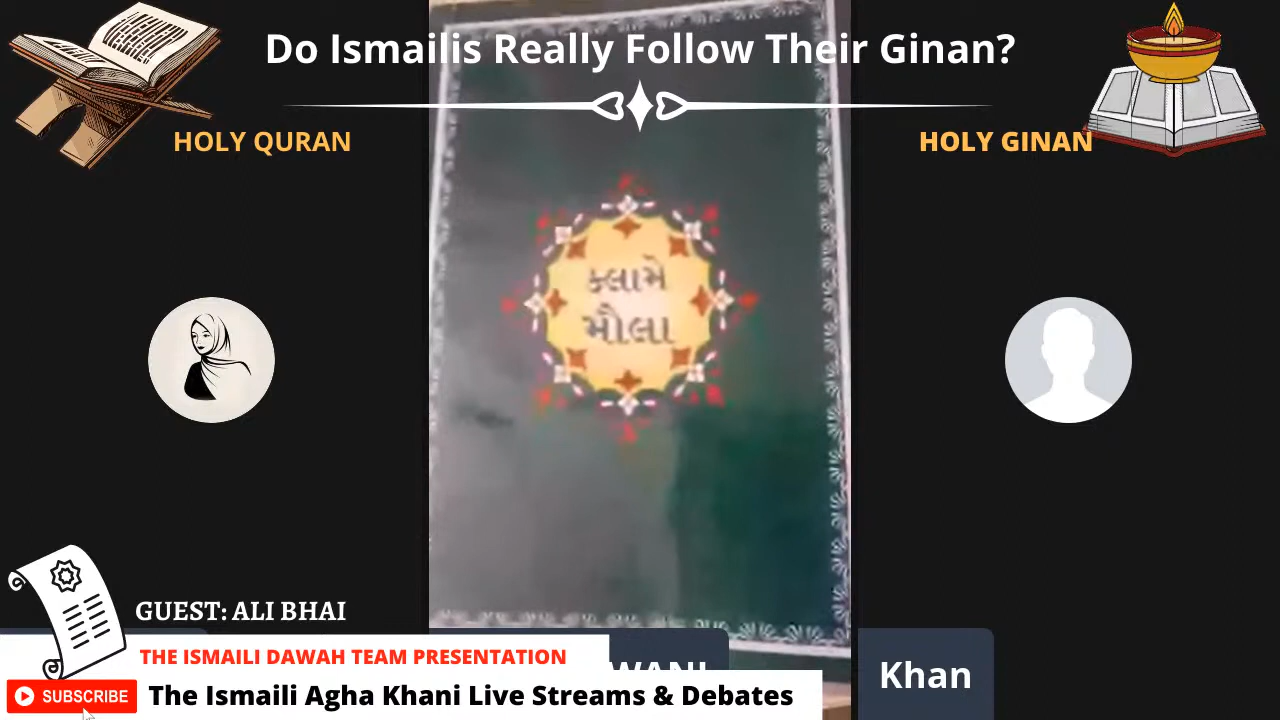 Do Ismailis Really Follow Their Ginan?
HOLY QURAN
HOLY GINAN
કલામે
મૌલા
GUEST: ALI BHAI
THE ISMAILI DAWAH TEAM PRESENTATION
Khan
SUBSCRIBE
The Ismaili Agha Khani Live Streams & Debates